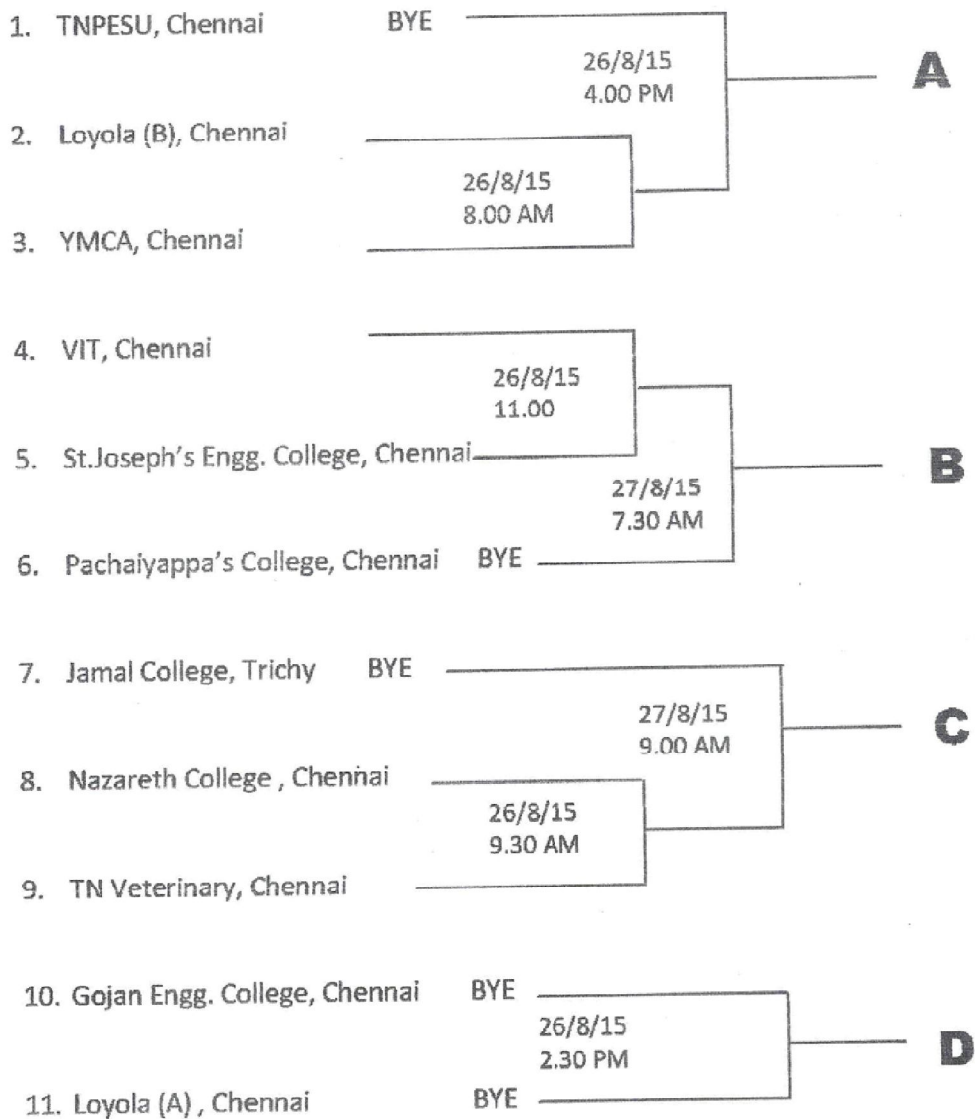 1. TNPESU, Chennai BYE
26/8/15
4.00 PM
A
2. Loyola (B), Chennai
26/8/15
8.00 AM
3. YMCA, Chennai
4. VIT, Chennai
26/8/15
11.00
5. St.Joseph's Engg. College, Chennai
B
27/8/15
7.30 AM
6. Pachaiyappa's College, Chennai BYE
7. Jamal College, Trichy BYE
27/8/15
9.00 AM
C
8. Nazareth College , Chennai
26/8/15
9.30 AM
9. TN Veterinary, Chennai
10. Gojan Engg. College, Chennai BYE
26/8/15
2.30 PM
D
11. Loyola (A) , Chennai BYE